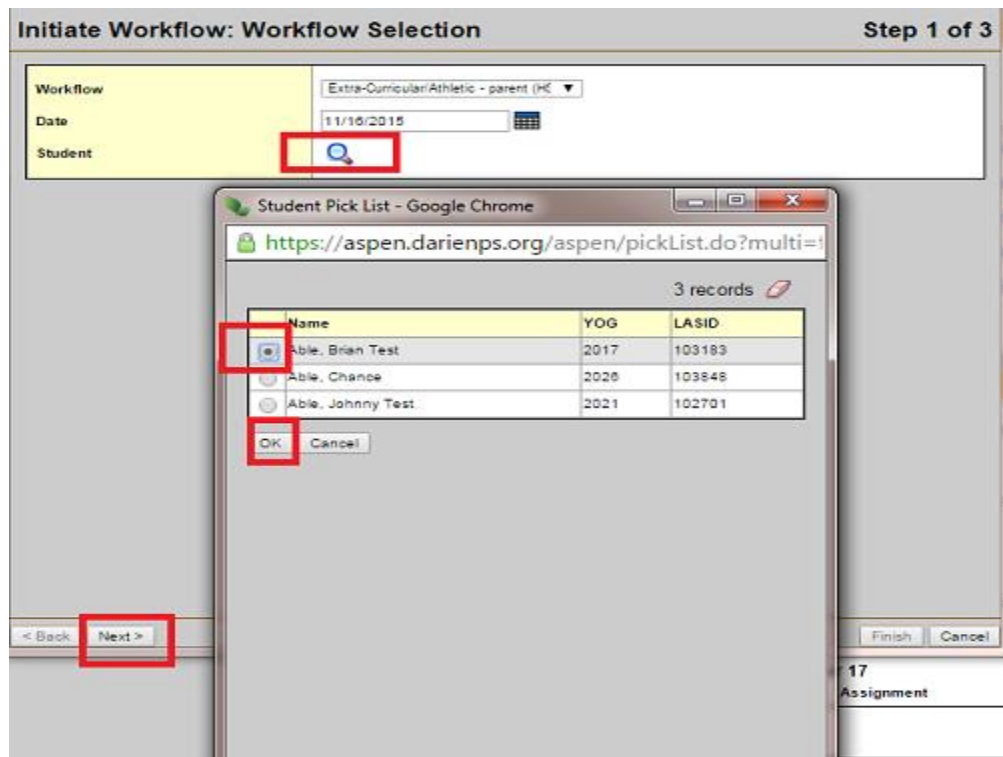 Initiate Workflow: Workflow Selection Step 1 of 3
Workflow Extra-Curricular/Athletic - parent (HS
Date 11/16/2015
Student
Student Pick List - Google Chrome
https://aspen.darienps.org/aspen/pickList.do?multi=
3 records
Name YOG LASID
Able, Brian Test 2017 103183
Able, Chance 2026 103848
Able, Johnny Test 2021 102701
OK Cancel
< Back Next > Finish Cancel
17
Assignment